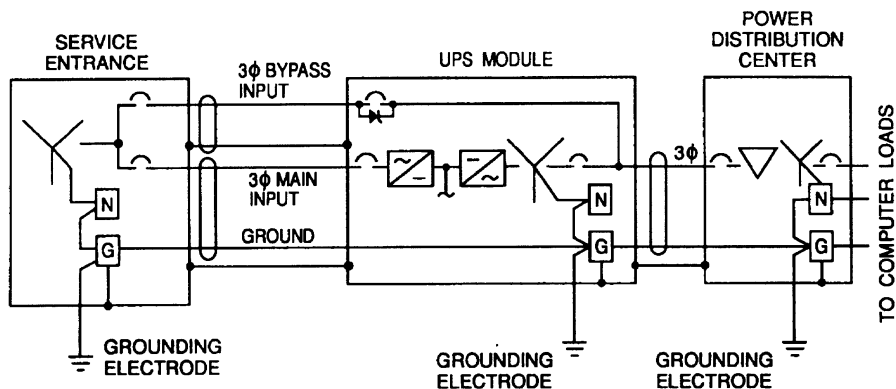 SERVICE
ENTRANCE
3ϕ BYPASS
INPUT
UPS MODULE
POWER
DISTRIBUTION
CENTER
3ϕ MAIN
INPUT
3ϕ
N
N
N
GROUND
G
G
G
GROUNDING
ELECTRODE
GROUNDING
ELECTRODE
GROUNDING
ELECTRODE
TO COMPUTER LOADS